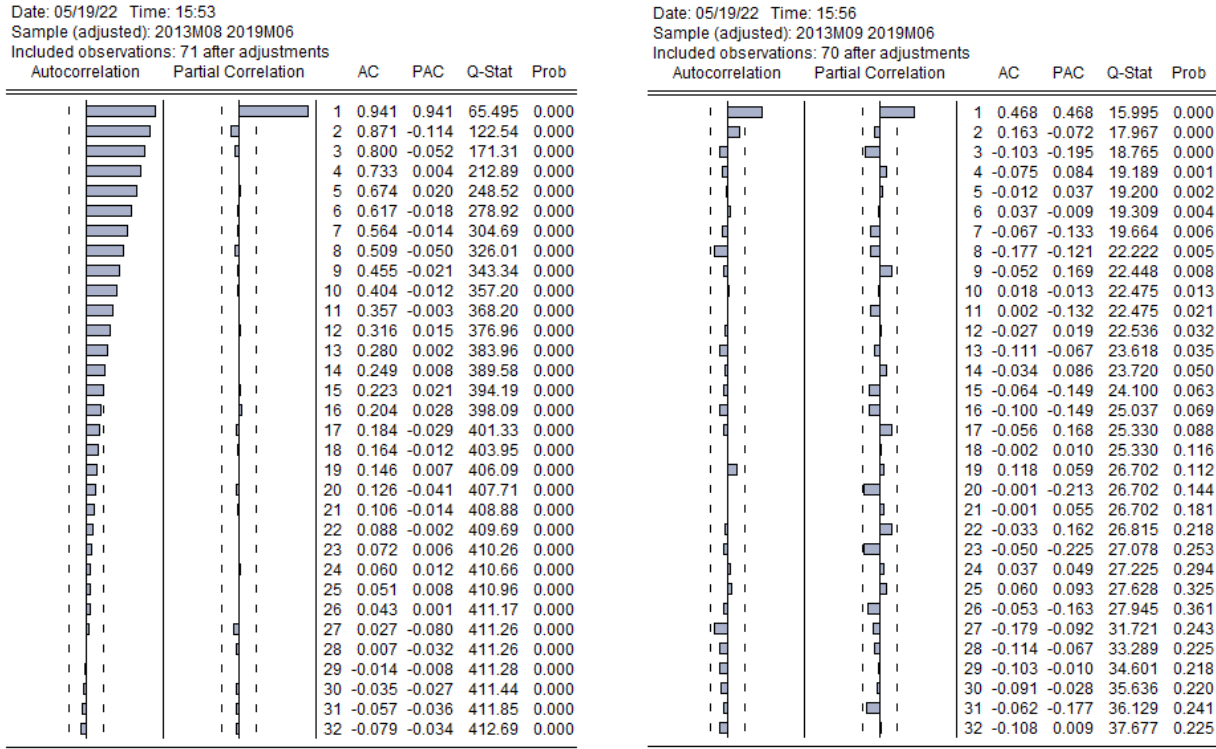 Date: 05/19/22 Time: 15:53
Sample (adjusted): 2013M08 2019M06
Included observations: 71 after adjustments
Autocorrelation Partial Correlation AC PAC Q-Stat Prob
1 0.941 0.941 65.495 0.000
2 0.871 -0.114 122.54 0.000
3 0.800 -0.052 171.31 0.000
4 0.733 0.004 212.89 0.000
5 0.674 0.020 248.52 0.000
6 0.617 -0.018 278.92 0.000
7 0.564 -0.014 304.69 0.000
8 0.509 -0.050 326.01 0.000
9 0.455 -0.021 343.34 0.000
10 0.404 -0.012 357.20 0.000
11 0.357 -0.003 368.20 0.000
12 0.316 0.015 376.96 0.000
13 0.280 0.002 383.96 0.000
14 0.249 0.008 389.58 0.000
15 0.223 0.021 394.19 0.000
16 0.204 0.028 398.09 0.000
17 0.184 -0.029 401.33 0.000
18 0.164 -0.012 403.95 0.000
19 0.146 0.007 406.09 0.000
20 0.126 -0.041 407.71 0.000
21 0.106 -0.014 408.88 0.000
22 0.088 -0.002 409.69 0.000
23 0.072 0.006 410.26 0.000
24 0.060 0.012 410.66 0.000
25 0.051 0.008 410.96 0.000
26 0.043 0.001 411.17 0.000
27 0.027 -0.080 411.26 0.000
28 0.007 -0.032 411.26 0.000
29 -0.014 -0.008 411.28 0.000
30 -0.035 -0.027 411.44 0.000
31 -0.057 -0.036 411.85 0.000
32 -0.079 -0.034 412.69 0.000
Date: 05/19/22 Time: 15:56
Sample (adjusted): 2013M09 2019M06
Included observations: 70 after adjustments
Autocorrelation Partial Correlation AC PAC Q-Stat Prob
1 0.468 0.468 15.995 0.000
2 0.163 -0.072 17.967 0.000
3 -0.103 -0.195 18.765 0.000
4 -0.075 0.084 19.189 0.001
5 -0.012 0.037 19.200 0.002
6 0.037 -0.009 19.309 0.004
7 -0.067 -0.133 19.664 0.006
8 -0.177 -0.121 22.222 0.005
9 -0.052 0.169 22.448 0.008
10 0.018 -0.013 22.475 0.013
11 0.002 -0.132 22.475 0.021
12 -0.027 0.019 22.536 0.032
13 -0.111 -0.067 23.618 0.035
14 -0.034 0.086 23.720 0.050
15 -0.064 -0.149 24.100 0.063
16 -0.100 -0.149 25.037 0.069
17 -0.056 0.168 25.330 0.088
18 -0.002 0.010 25.330 0.116
19 0.118 0.059 26.702 0.112
20 -0.001 -0.213 26.702 0.144
21 -0.001 0.055 26.702 0.181
22 -0.033 0.162 26.815 0.218
23 -0.050 -0.225 27.078 0.253
24 0.037 0.049 27.225 0.294
25 0.060 0.093 27.628 0.325
26 -0.053 -0.163 27.945 0.361
27 -0.179 -0.092 31.721 0.243
28 -0.114 -0.067 33.289 0.225
29 -0.103 -0.010 34.601 0.218
30 -0.091 -0.028 35.636 0.220
31 -0.062 -0.177 36.129 0.241
32 -0.108 0.009 37.677 0.225